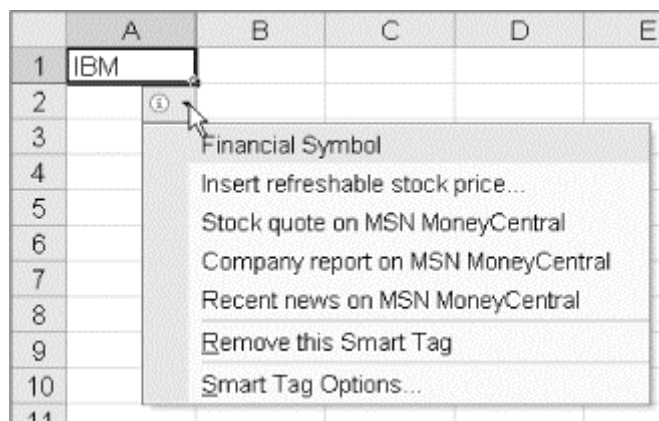 A B C D E
1 IBM
2
3 Financial Symbol
4 Insert refreshable stock price...
5 Stock quote on MSN MoneyCentral
6 Company report on MSN MoneyCentral
7
8 Recent news on MSN MoneyCentral
9 Remove this Smart Tag
10 Smart Tag Options...
11